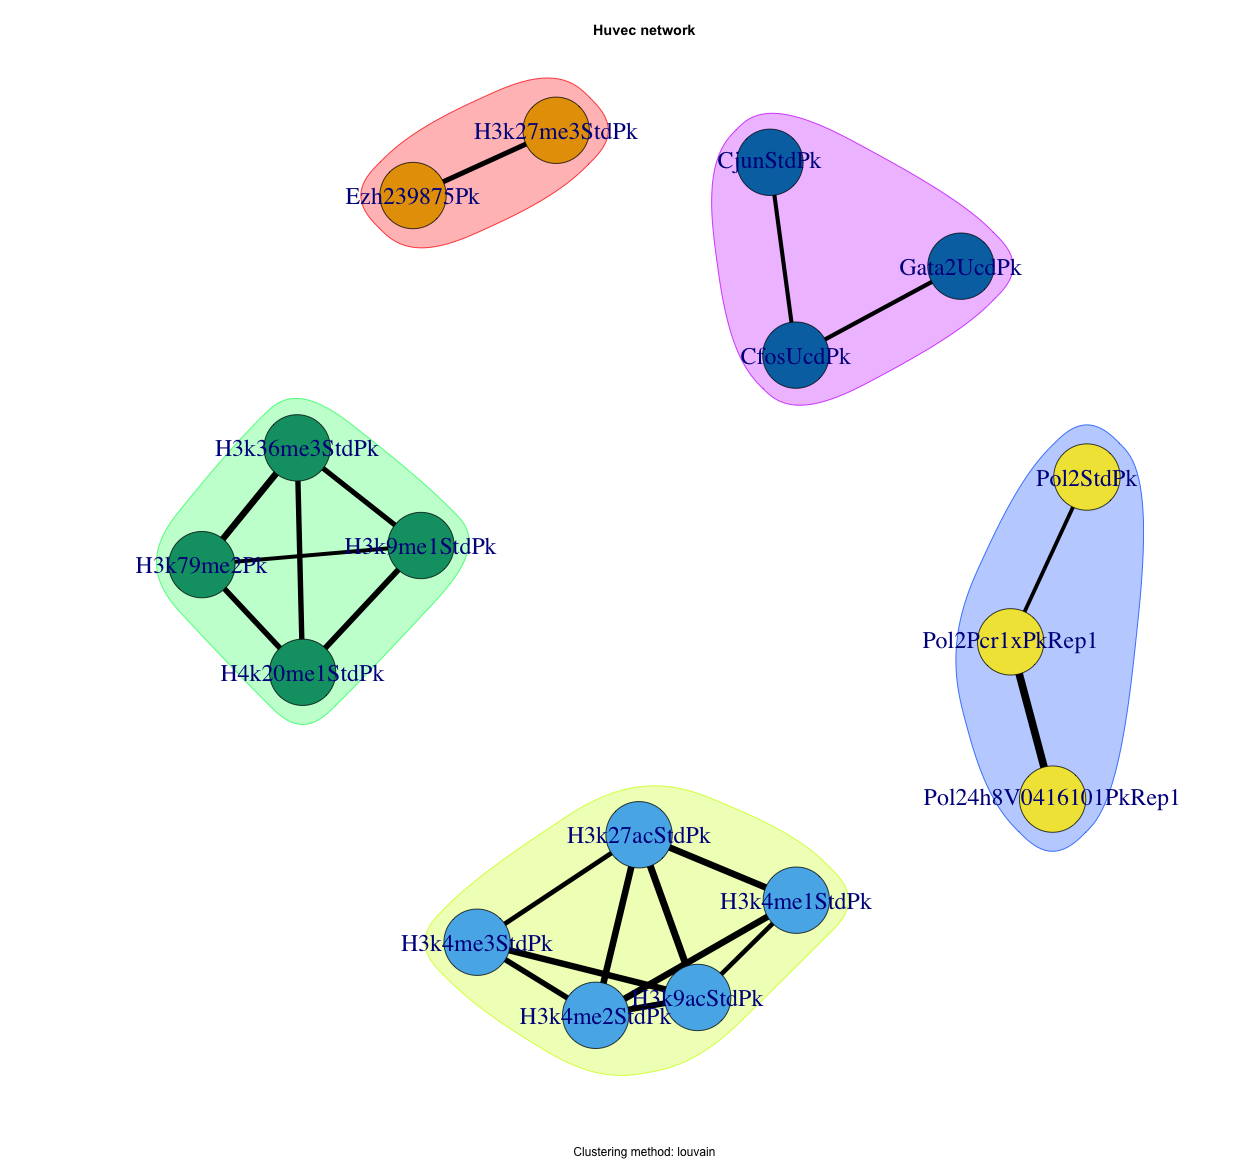 Huvec network
H3k27me3StdPk
Ezh239875Pk
CjunStdPk
Gata2UcdPk
CfosUcdPk
H3k36me3StdPk
H3k9me1StdPk
H3k79me2Pk
H4k20me1StdPk
Pol2StdPk
Pol2Pcr1xPkRep1
Pol24h8V0416101PkRep1
H3k27acStdPk
H3k4me1StdPk
H3k4me3StdPk
H3k9acStdPk
H3k4me2StdPk
Clustering method: louvain